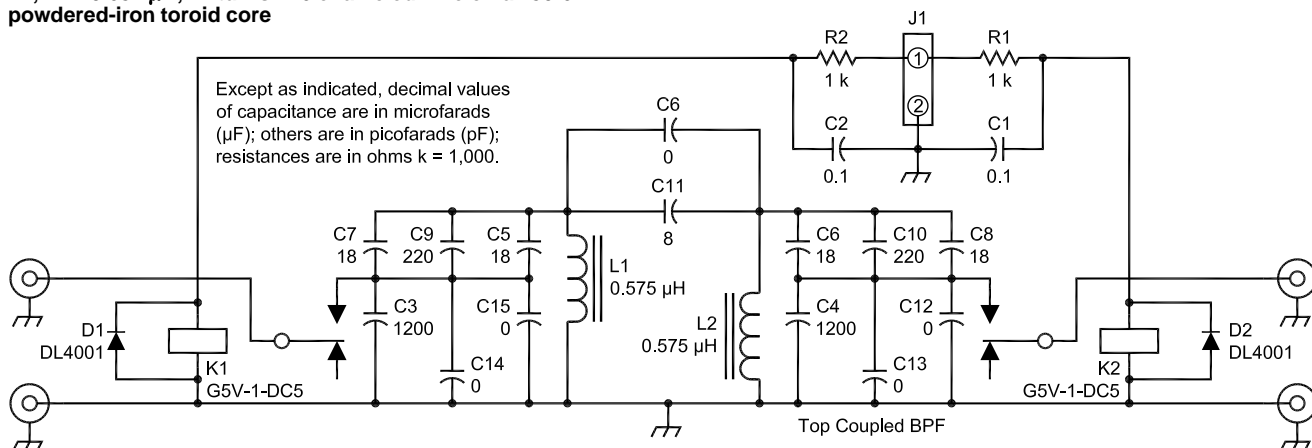 powdered-iron toroid core
J1
R2
R1
1 k
1
1 k
Except as indicated, decimal values
of capacitance are in microfarads
(µF); others are in picofarads (pF);
resistances are in ohms k = 1,000.
C6
0
2
C2
C1
0.1
0.1
C11
8
C7
18
C9
220
C5
18
C6
18
C10
220
C8
18
L1
0.575 µH
C3
1200
C15
0
L2
0.575 µH
C4
1200
C12
0
D1
DL4001
K1
G5V-1-DC5
C14
0
C13
0
K2
G5V-1-DC5
D2
DL4001
Top Coupled BPF